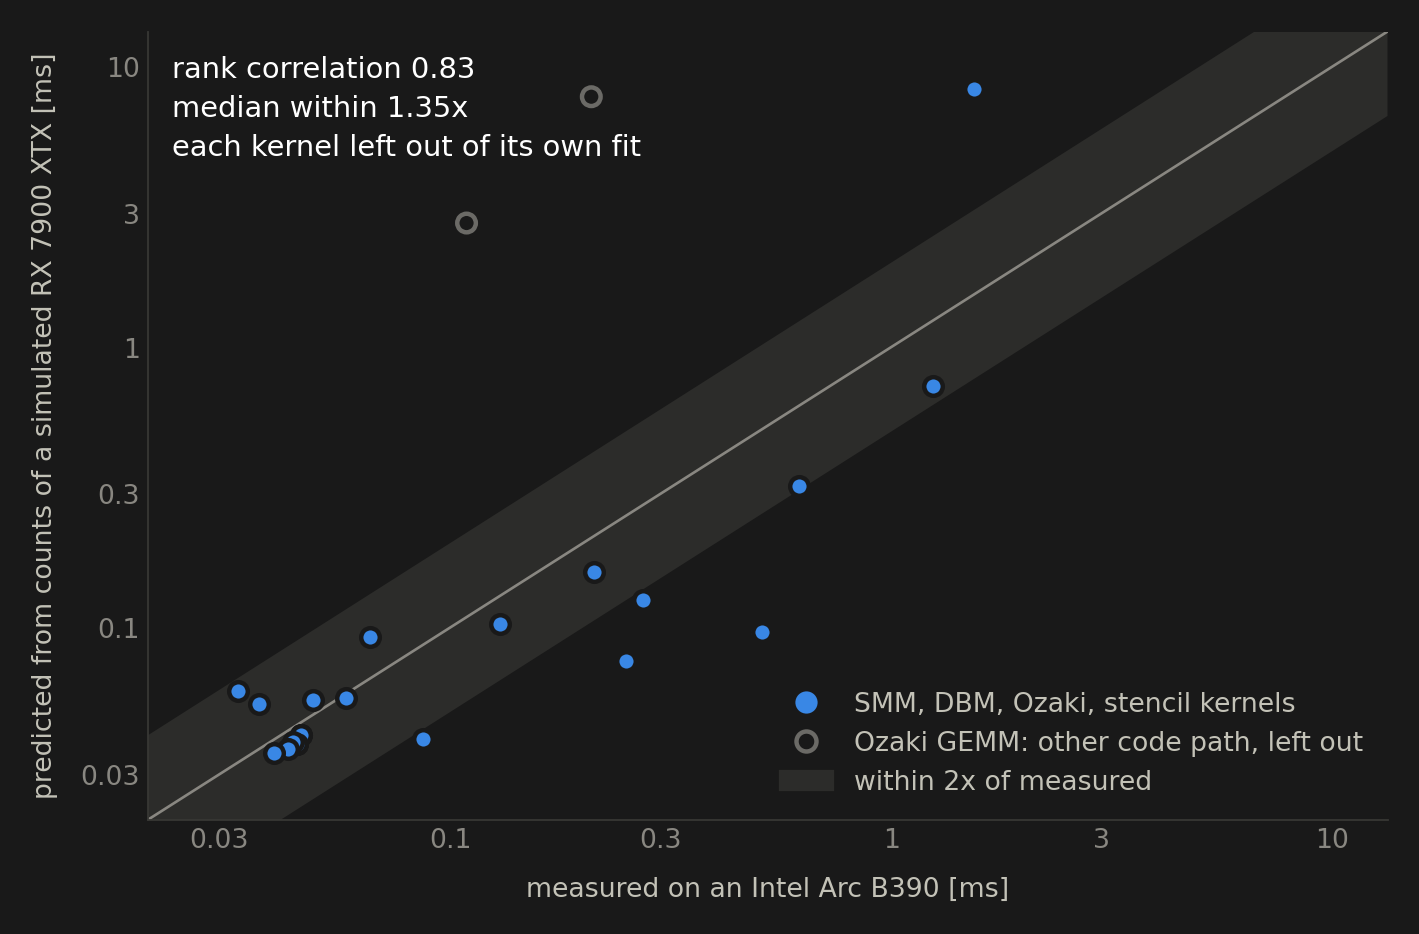 rank correlation 0.83
median within 1.35x
each kernel left out of its own fit
predicted from counts of a simulated RX 7900 XTX [ms]
10
3
1
0.3
0.1
0.03
SMM, DBM, Ozaki, stencil kernels
Ozaki GEMM: other code path, left out
within 2x of measured
0.03
0.1
0.3
1
3
10
measured on an Intel Arc B390 [ms]